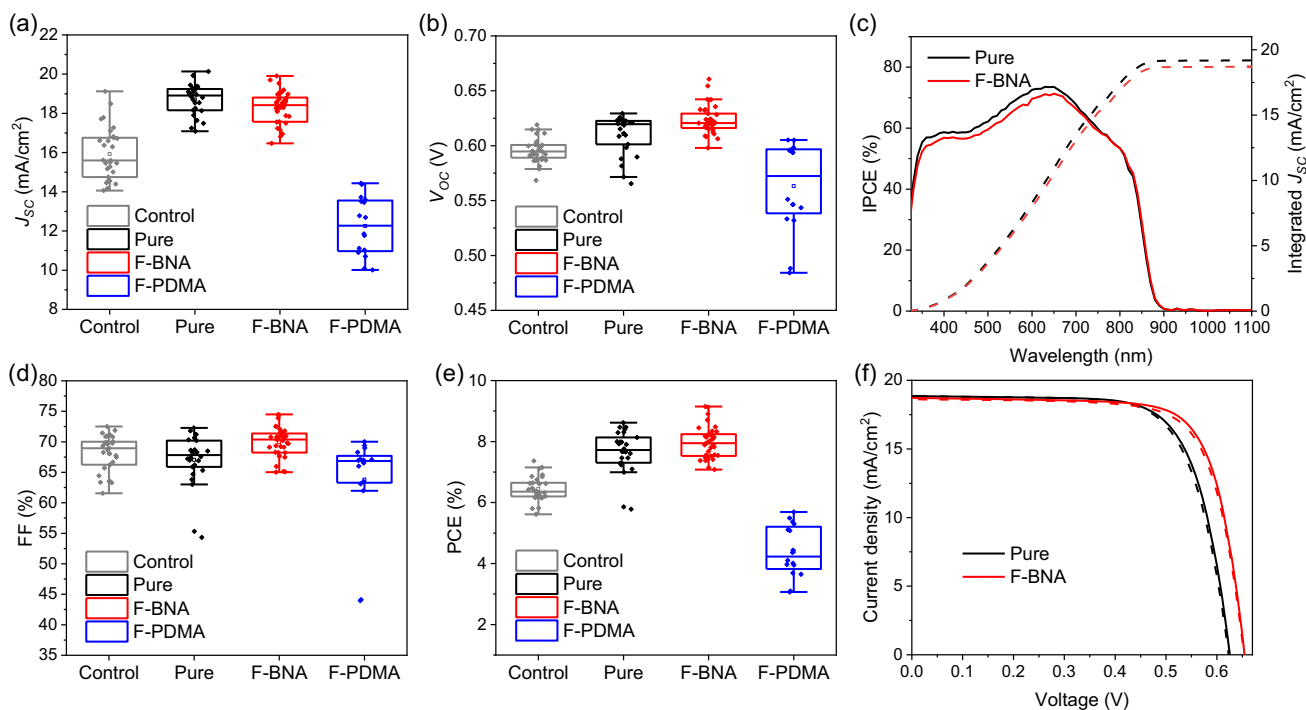 (a)
22
20
18
16
14
12
10
8
J_SC (mA/cm²)
Control
Pure
F-BNA
F-PDMA
Control Pure F-BNA F-PDMA
(b)
0.70
0.65
0.60
0.55
0.50
0.45
V_OC (V)
Control
Pure
F-BNA
F-PDMA
Control Pure F-BNA F-PDMA
(c)
80
60
40
20
0
IPCE (%)
Pure
F-BNA
20
15
10
5
0
Integrated J_SC (mA/cm²)
400 500 600 700 800 900 1000 1100
Wavelength (nm)
(d)
80
75
70
65
60
55
50
45
40
35
FF (%)
Control
Pure
F-BNA
F-PDMA
Control Pure F-BNA F-PDMA
(e)
10
8
6
4
2
PCE (%)
Control
Pure
F-BNA
F-PDMA
Control Pure F-BNA F-PDMA
(f)
20
15
10
5
0
Current density (mA/cm²)
Pure
F-BNA
0.0 0.1 0.2 0.3 0.4 0.5 0.6
Voltage (V)